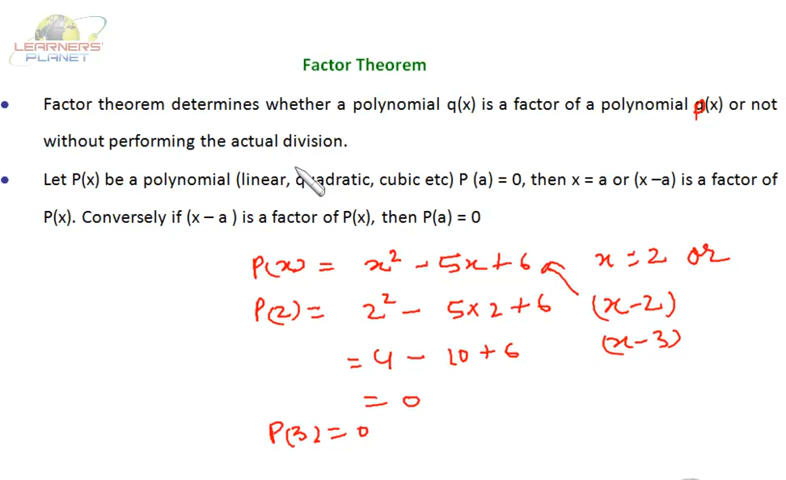 LEARNERS'
PLANET
Factor Theorem
• Factor theorem determines whether a polynomial q(x) is a factor of a polynomial p(x) or not
without performing the actual division.
• Let P(x) be a polynomial (linear, quadratic, cubic etc) P (a) = 0, then x = a or (x –a) is a factor of
P(x). Conversely if (x – a ) is a factor of P(x), then P(a) = 0
P(x) = x² - 5x + 6 x = 2 or
P(2) = 2² - 5 x 2 + 6 (x-2)
= 4 - 10 + 6 (x-3)
= 0
P(3) = 0